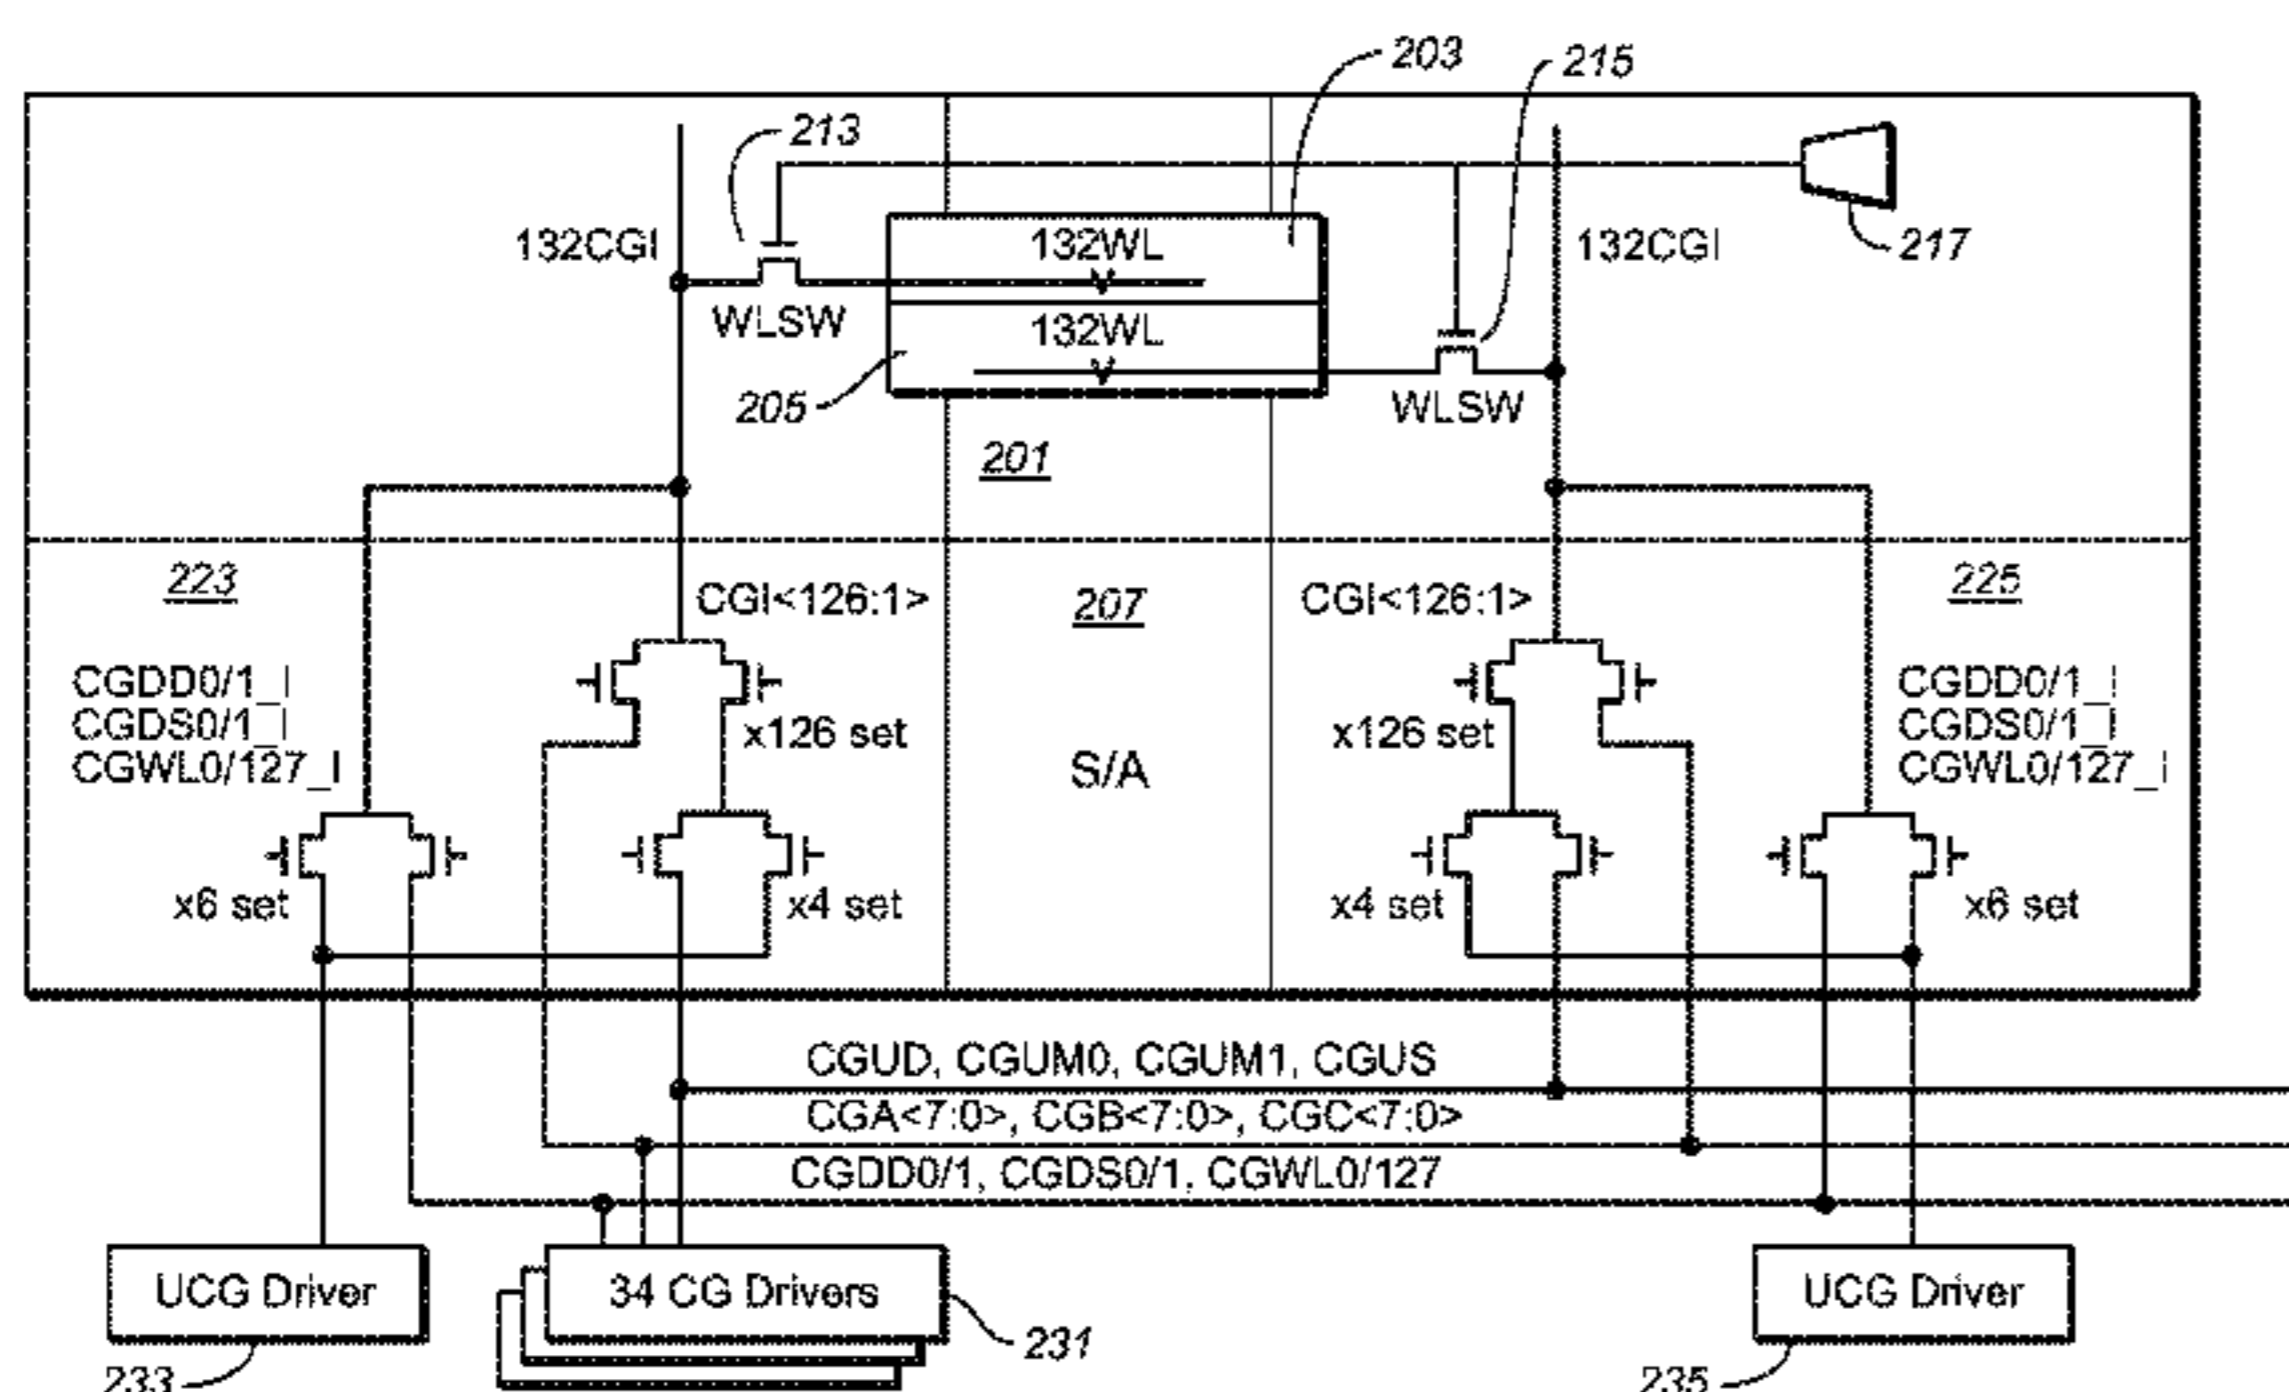 203
215
213
132CGI
132WL
132CGI
217
WLSW
132WL
205
WLSW
201
223
CGI<126:1>
207
CGI<126:1>
225
CGDD0/1_I
CGDS0/1_I
CGWL0/127_I
x126 set
S/A
x126 set
CGDD0/1_I
CGDS0/1_I
CGWL0/127_I
x6 set
x4 set
x4 set
x6 set
CGUD, CGUM0, CGUM1, CGUS
CGA<7:0>, CGB<7:0>, CGC<7:0>
CGDD0/1, CGDS0/1, CGWL0/127
UCG Driver
34 CG Drivers
UCG Driver
231
233
235